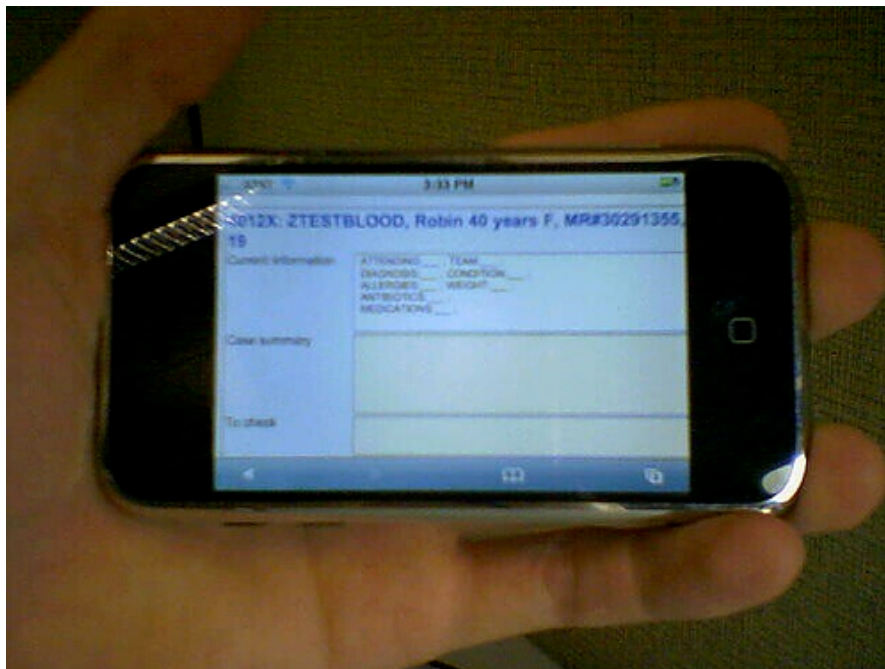 3:33 PM
4012X: ZTESTBLOOD, Robin 40 years F, MR#30291355,
19
Current information
ATTENDING___, TEAM___,
DIAGNOSIS___, CONDITION___,
ALLERGIES___, WEIGHT___,
ANTIBIOTICS___,
MEDICATIONS___,
Case summary
To check